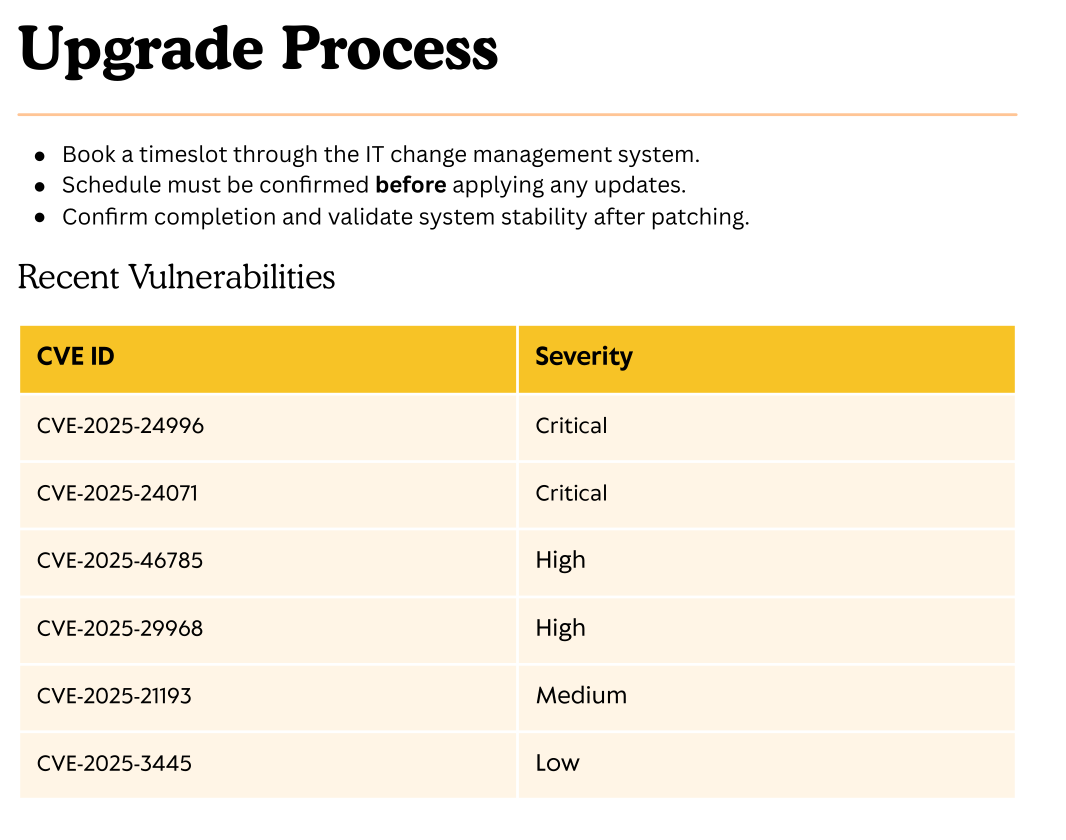 Upgrade Process
● Book a timeslot through the IT change management system.
● Schedule must be confirmed before applying any updates.
● Confirm completion and validate system stability after patching.
Recent Vulnerabilities
CVE ID Severity
CVE-2025-24996 Critical
CVE-2025-24071 Critical
CVE-2025-46785 High
CVE-2025-29968 High
CVE-2025-21193 Medium
CVE-2025-3445 Low